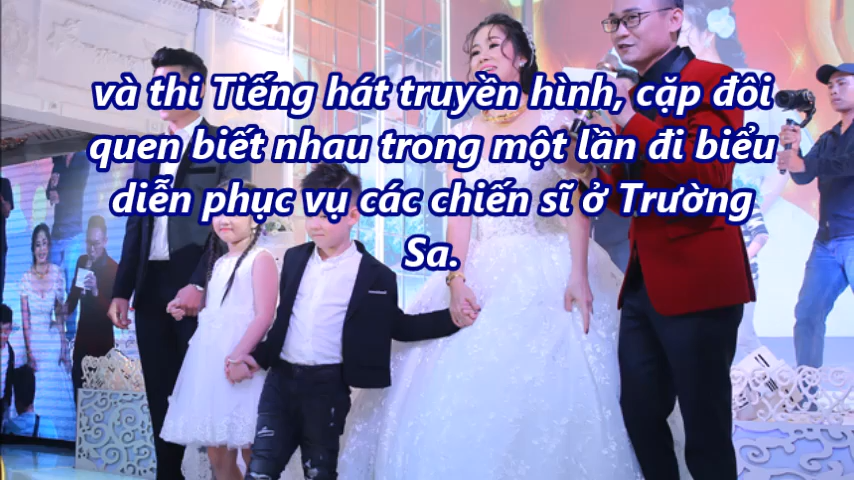 và thi Tiếng hát truyền hình, cặp đôi
quen biết nhau trong một lần đi biểu
diễn phục vụ các chiến sĩ ở Trường
Sa.